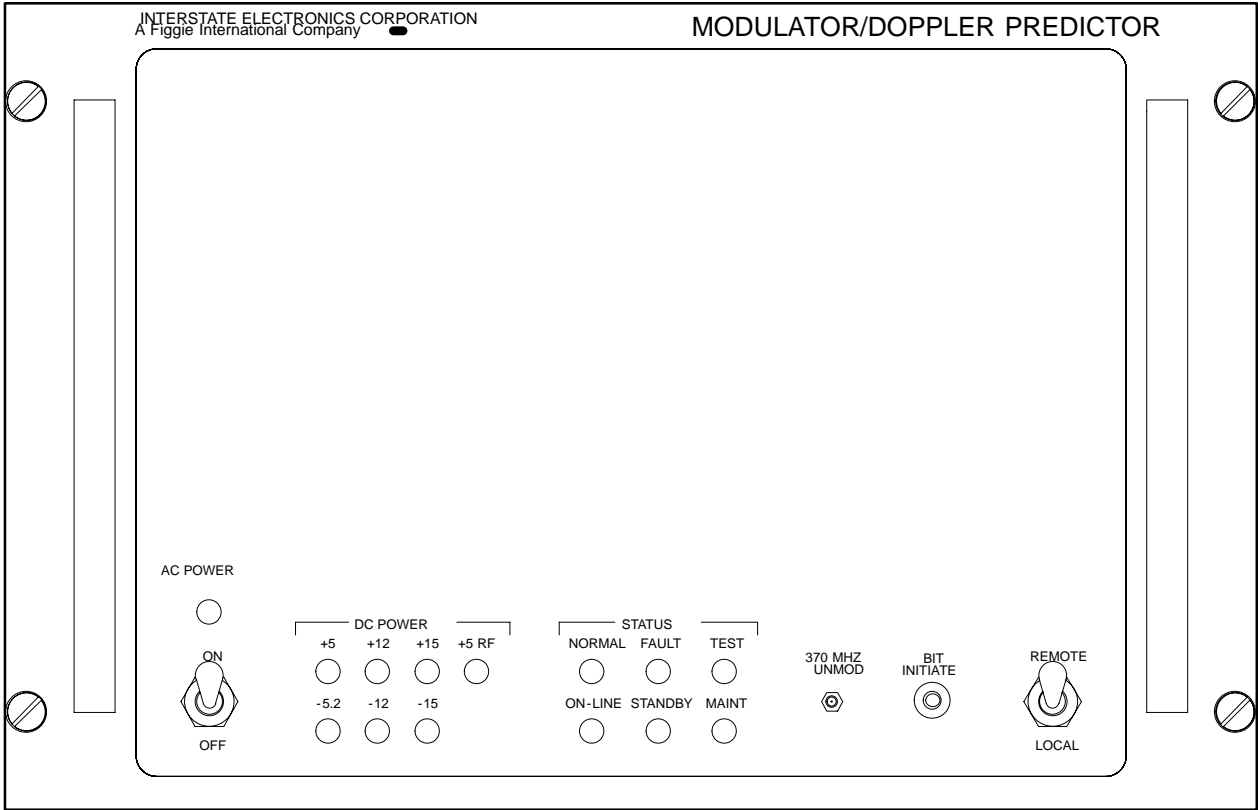 INTERSTATE ELECTRONICS CORPORATION
A Figgie International Company
MODULATOR/DOPPLER PREDICTOR
AC POWER
ON
OFF
DC POWER
+5 +12 +15 +5 RF
-5.2 -12 -15
STATUS
NORMAL FAULT TEST
ON-LINE STANDBY MAINT
370 MHZ
UNMOD
BIT
INITIATE
REMOTE
LOCAL